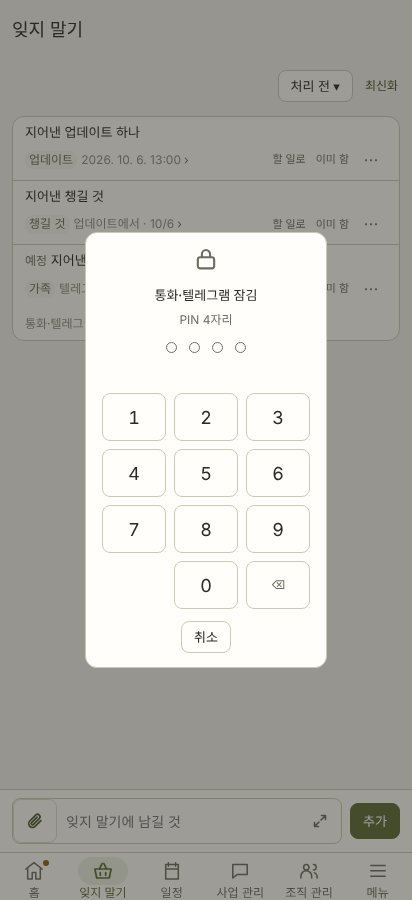 잊지 말기
처리 전 ▾ 최신화
지어낸 업데이트 하나
업데이트 2026. 10. 6. 13:00 › 할 일로 이미 함 ···
지어낸 챙길 것
챙길 것 업데이트에서 · 10/6 › 할 일로 이미 함 ···
예정 지어낸
가족 텔레 함 ···
통화·텔레그
통화·텔레그램 잠김
PIN 4자리
1 2 3
4 5 6
7 8 9
0
취소
잊지 말기에 남길 것 추가
홈 잊지 말기 일정 사업 관리 조직 관리 메뉴